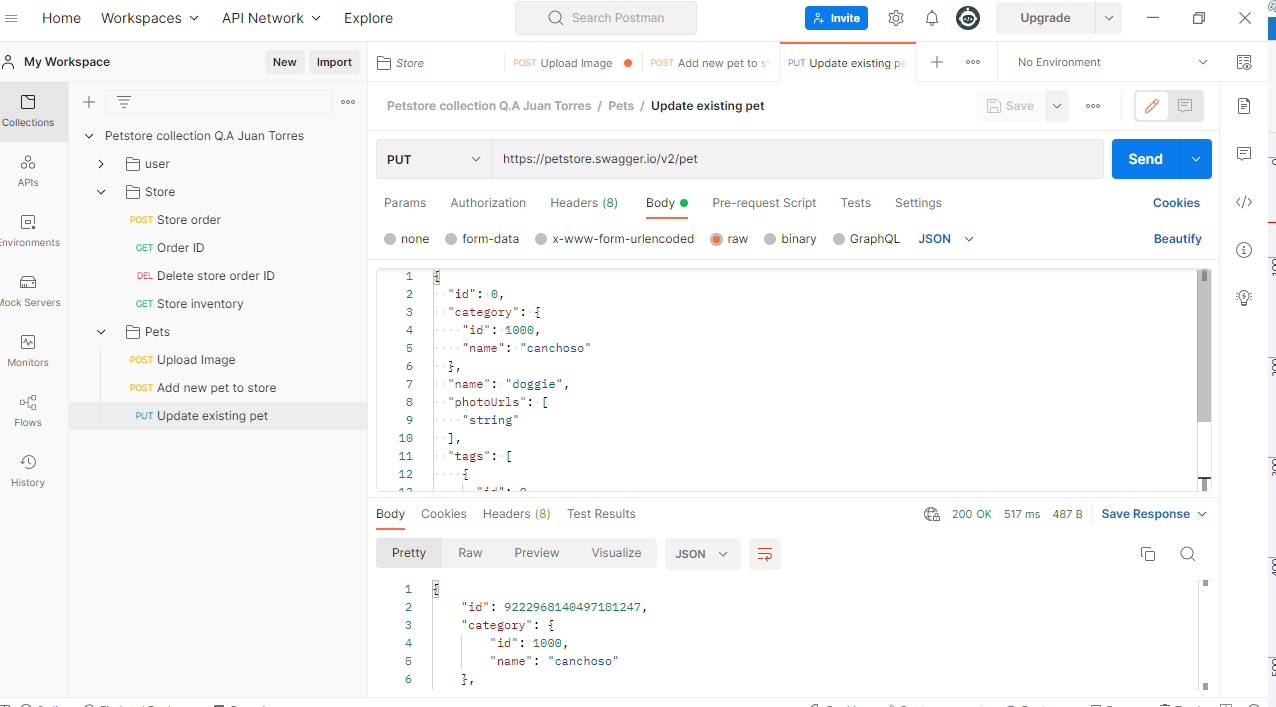 Home Workspaces API Network Explore Search Postman Invite Upgrade
My Workspace New Import
Store POST Upload Image POST Add new pet to s PUT Update existing pe No Environment
Collections
APIs
Environments
Mock Servers
Monitors
Flows
History
Petstore collection Q.A Juan Torres
user
Store
POST Store order
GET Order ID
DEL Delete store order ID
GET Store inventory
Pets
POST Upload Image
POST Add new pet to store
PUT Update existing pet
Petstore collection Q.A Juan Torres / Pets / Update existing pet Save
PUT https://petstore.swagger.io/v2/pet Send
Params Authorization Headers (8) Body Pre-request Script Tests Settings Cookies
none form-data x-www-form-urlencoded raw binary GraphQL JSON Beautify
1 {
2 "id": 0,
3 "category": {
4 "id": 1000,
5 "name": "canchoso"
6 },
7 "name": "doggie",
8 "photoUrls": [
9 "string"
10 ],
11 "tags": [
12 {
Body Cookies Headers (8) Test Results 200 OK 517 ms 487 B Save Response
Pretty Raw Preview Visualize JSON
1 {
2 "id": 9222968140497181247,
3 "category": {
4 "id": 1000,
5 "name": "canchoso"
6 },